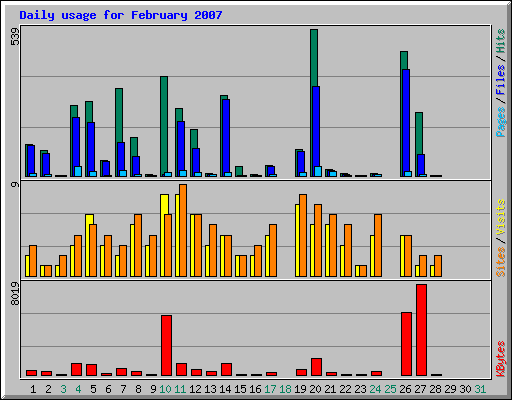 Daily usage for February 2007
539
Pages / Files / Hits
9
Sites / Visits
8019
KBytes
1 2 3 4 5 6 7 8 9 10 11 12 13 14 15 16 17 18 19 20 21 22 23 24 25 26 27 28 29 30 31